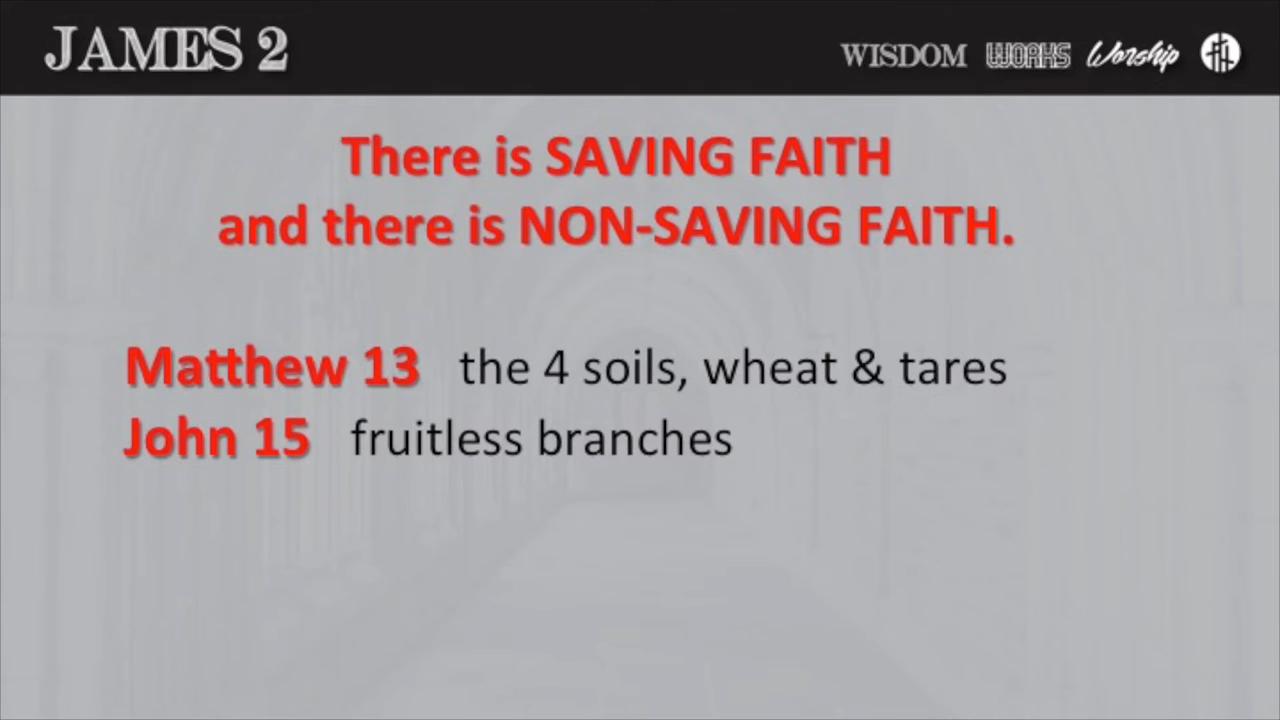 JAMES 2
WISDOM WORKS Worship
There is SAVING FAITH
and there is NON-SAVING FAITH.
Matthew 13 the 4 soils, wheat & tares
John 15 fruitless branches